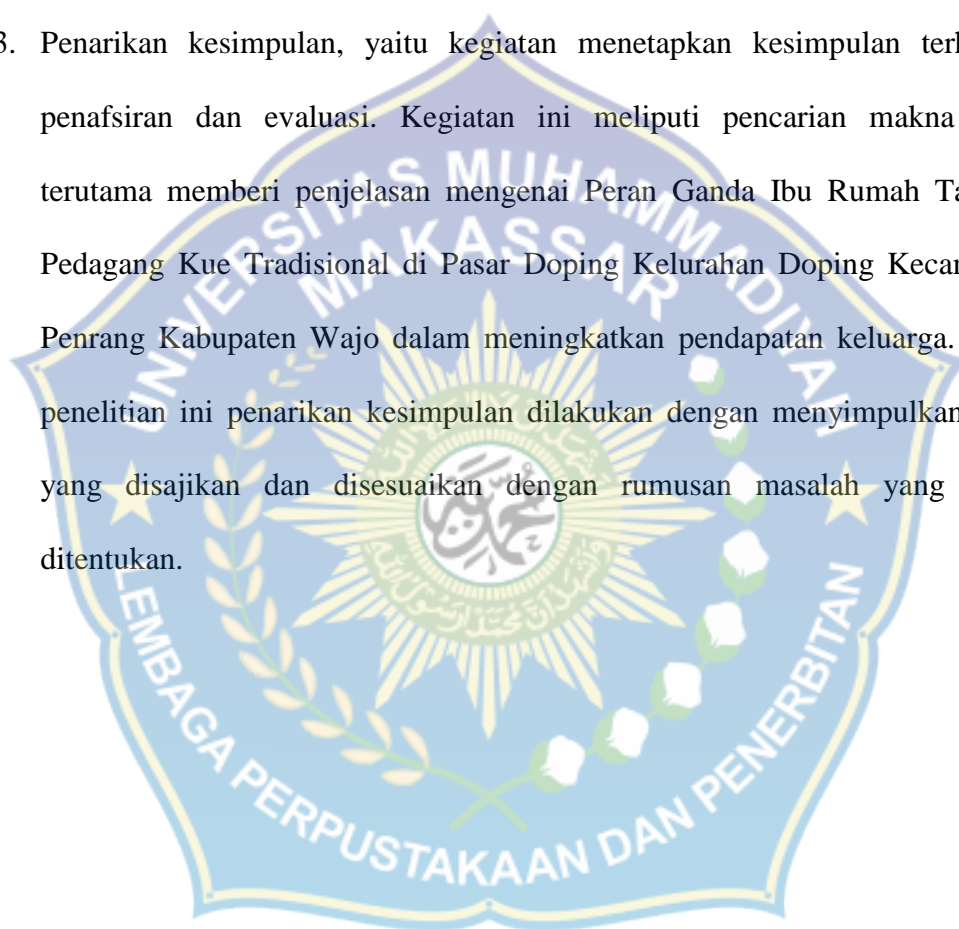 3. Penarikan kesimpulan, yaitu kegiatan menetapkan kesimpulan
penafsiran dan evaluasi. Kegiatan ini meliputi pencarian makna
terutama memberi penjelasan mengenai Peran Ganda Ibu Rumah
Pedagang Kue Tradisional di Pasar Doping Kelurahan Doping
Penrang Kabupaten Wajo dalam meningkatkan pendapatan keluarga.
penelitian ini penarikan kesimpulan dilakukan dengan menyimpulkan
yang disajikan dan disesuaikan dengan rumusan masalah yang
ditentukan.
UNIVERSITAS MUHAMMADIYAH
MAKASSAR
LEMBAGA PERPUSTAKAAN DAN PENERBITAN